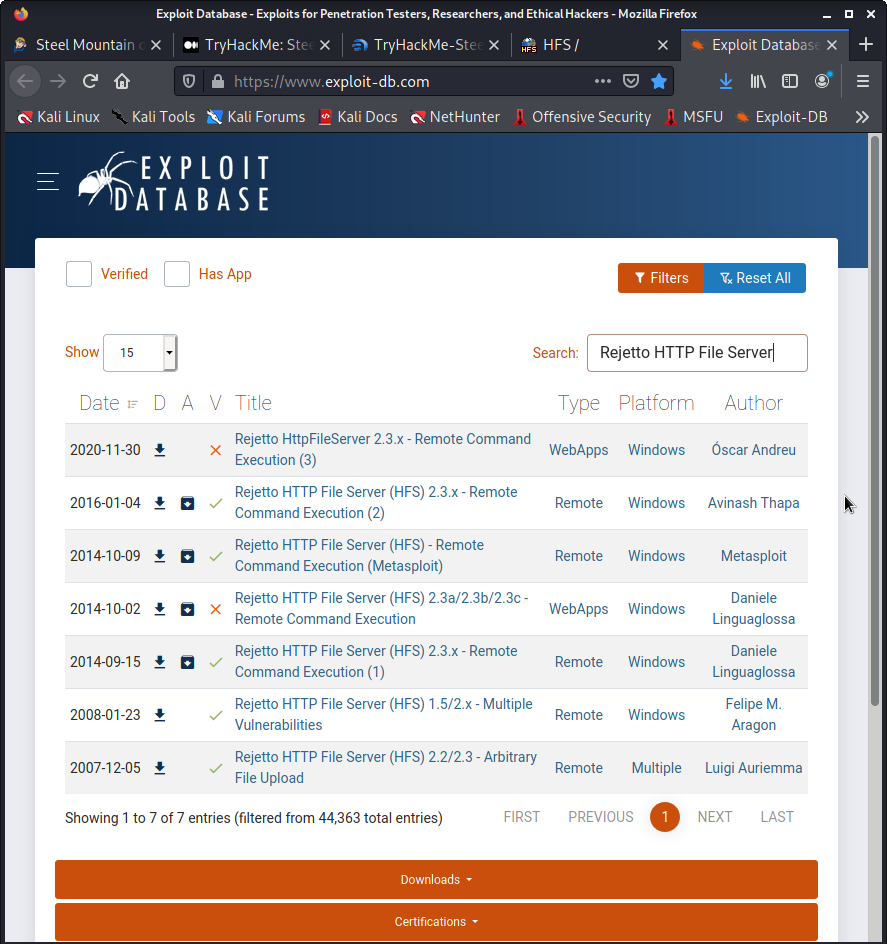 Exploit Database - Exploits for Penetration Testers, Researchers, and Ethical Hackers - Mozilla Firefox
Steel Mountain
TryHackMe: Ste
TryHackMe-Stee
HFS /
Exploit Database
https://www.exploit-db.com
Kali Linux
Kali Tools
Kali Forums
Kali Docs
NetHunter
Offensive Security
MSFU
Exploit-DB
EXPLOIT
DATABASE
Verified
Has App
Filters
Reset All
Show
15
Search:
Rejetto HTTP File Server
Date D A V Title Type Platform Author
2020-11-30 Rejetto HttpFileServer 2.3.x - Remote Command
Execution (3) WebApps Windows Óscar Andreu
2016-01-04 Rejetto HTTP File Server (HFS) 2.3.x - Remote
Command Execution (2) Remote Windows Avinash Thapa
2014-10-09 Rejetto HTTP File Server (HFS) - Remote
Command Execution (Metasploit) Remote Windows Metasploit
2014-10-02 Rejetto HTTP File Server (HFS) 2.3a/2.3b/2.3c -
Remote Command Execution WebApps Windows Daniele
Linguaglossa
2014-09-15 Rejetto HTTP File Server (HFS) 2.3.x - Remote
Command Execution (1) Remote Windows Daniele
Linguaglossa
2008-01-23 Rejetto HTTP File Server (HFS) 1.5/2.x - Multiple
Vulnerabilities Remote Windows Felipe M.
Aragon
2007-12-05 Rejetto HTTP File Server (HFS) 2.2/2.3 - Arbitrary
File Upload Remote Multiple Luigi Auriemma
Showing 1 to 7 of 7 entries (filtered from 44,363 total entries)
FIRST PREVIOUS 1 NEXT LAST
Downloads
Certifications